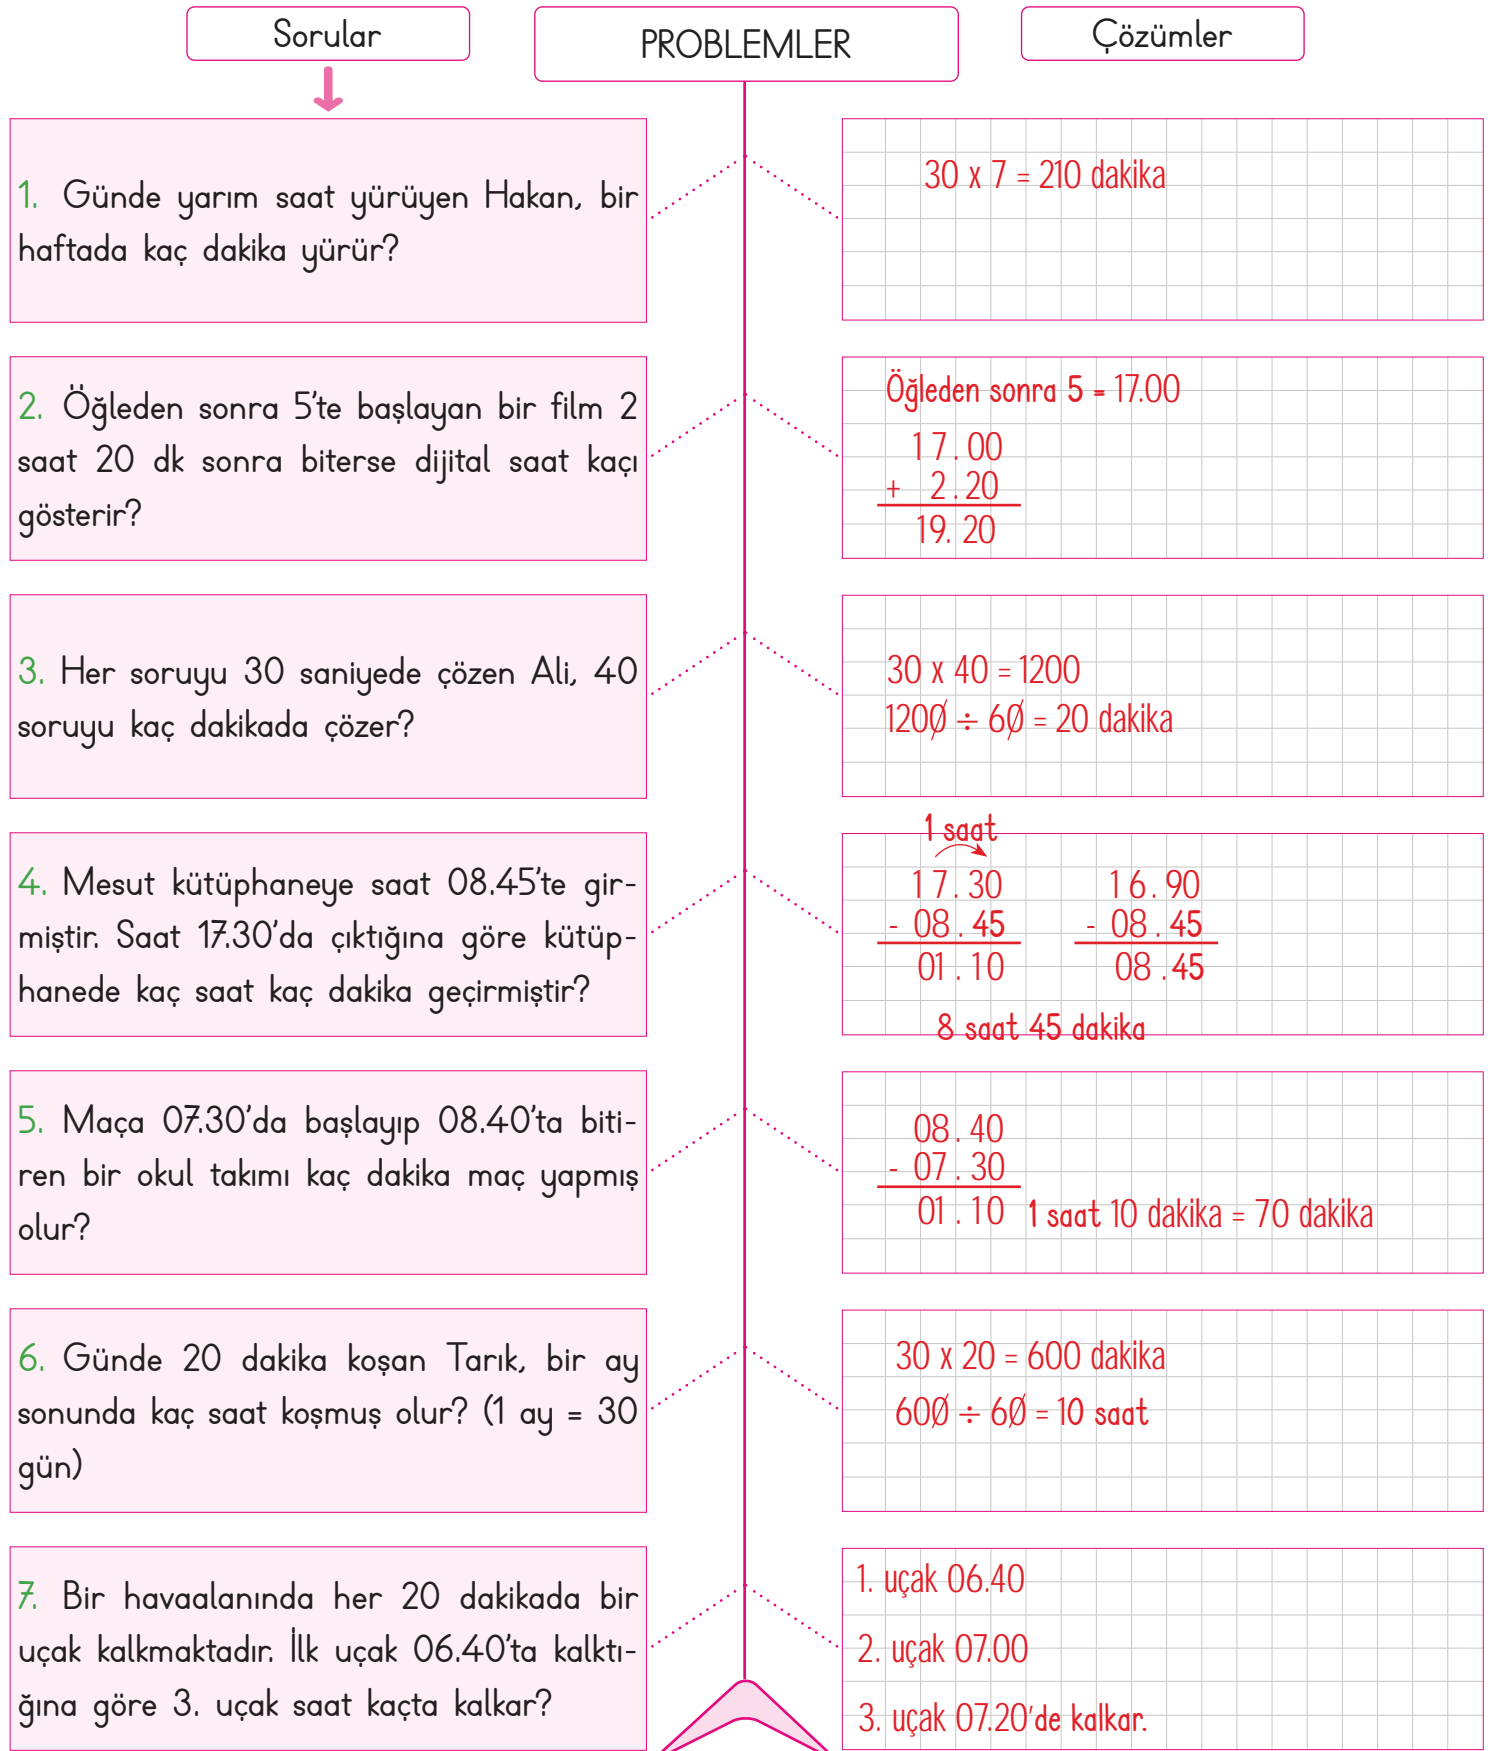 Sorular
PROBLEMLER
Çözümler
1. Günde yarım saat yürüyen Hakan, bir
haftada kaç dakika yürür?
30 x 7 = 210 dakika
2. Öğleden sonra 5'te başlayan bir film 2
saat 20 dk sonra biterse dijital saat kaçı
gösterir?
Öğleden sonra 5 = 17.00
17.00
+ 2.20
19.20
3. Her soruyu 30 saniyede çözen Ali, 40
soruyu kaç dakikada çözer?
30 x 40 = 1200
1200 ÷ 60 = 20 dakika
4. Mesut kütüphaneye saat 08.45'te gir-
miştir. Saat 17.30'da çıktığına göre kütüp-
hanede kaç saat kaç dakika geçirmiştir?
1 saat
17.30
- 08.45
01.10
16.90
- 08.45
08.45
8 saat 45 dakika
5. Maça 07.30'da başlayıp 08.40'ta biti-
ren bir okul takımı kaç dakika maç yapmış
olur?
08.40
- 07.30
01.10 1 saat 10 dakika = 70 dakika
6. Günde 20 dakika koşan Tarık, bir ay
sonunda kaç saat koşmuş olur? (1 ay = 30
gün)
30 x 20 = 600 dakika
600 ÷ 60 = 10 saat
7. Bir havaalanında her 20 dakikada bir
uçak kalkmaktadır. İlk uçak 06.40'ta kalktı-
ğına göre 3. uçak saat kaçta kalkar?
1. uçak 06.40
2. uçak 07.00
3. uçak 07.20'de kalkar.